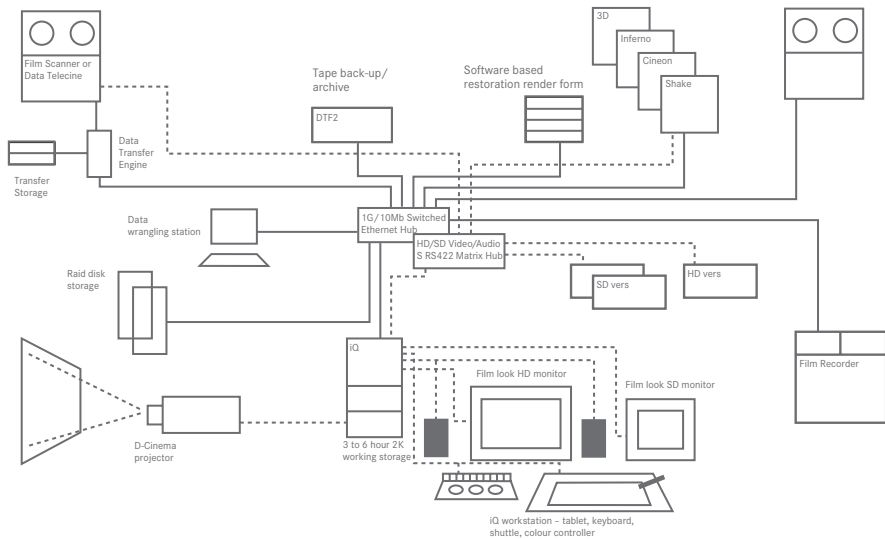 3D
Inferno
Cineon
Shake
Film Scanner or
Data Telecine
Tape back-up/
archive
DTF2
Software based
restoration render form
Data
Transfer
Engine
Transfer
Storage
Data
wrangling station
1G/10Mb Switched
Ethernet Hub
HD/SD Video/Audio
S RS422 Matrix Hub
Raid disk
storage
SD vers
HD vers
iQ
Film Recorder
Film look HD monitor
Film look SD monitor
D-Cinema
projector
3 to 6 hour 2K
working storage
iQ workstation – tablet, keyboard,
shuttle, colour controller